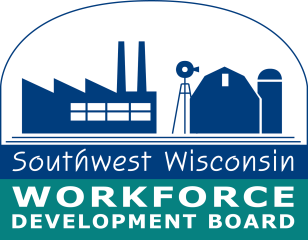 Southwest Wisconsin
WORKFORCE
DEVELOPMENT BOARD